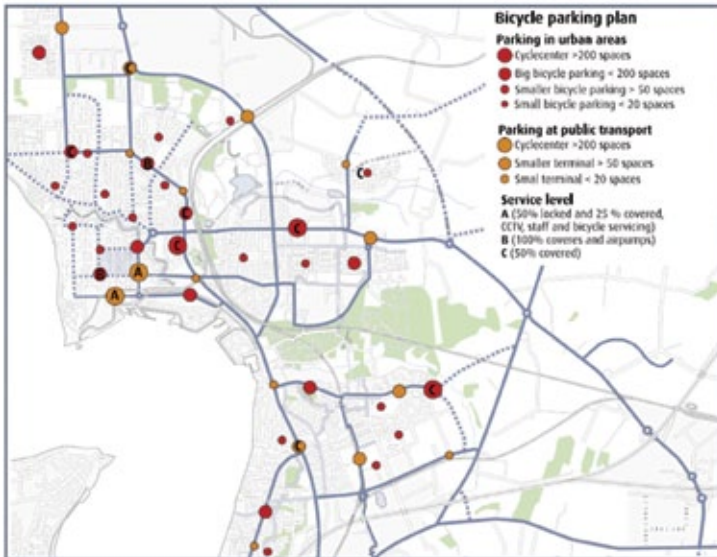 Bicycle parking plan
Parking in urban areas
Cyclecenter >200 spaces
Big bicycle parking < 200 spaces
Smaller bicycle parking > 50 spaces
Small bicycle parking < 20 spaces
Parking at public transport
Cyclecenter >200 spaces
Smaller terminal > 50 spaces
Smal terminal < 20 spaces
Service level
A (50% locked and 25 % covered,
CCTV, staff and bicycle servicing)
B (100% coveres and airpumps)
C (50% covered)
C
C
B
C
C
C
C
A
B
A
C
C